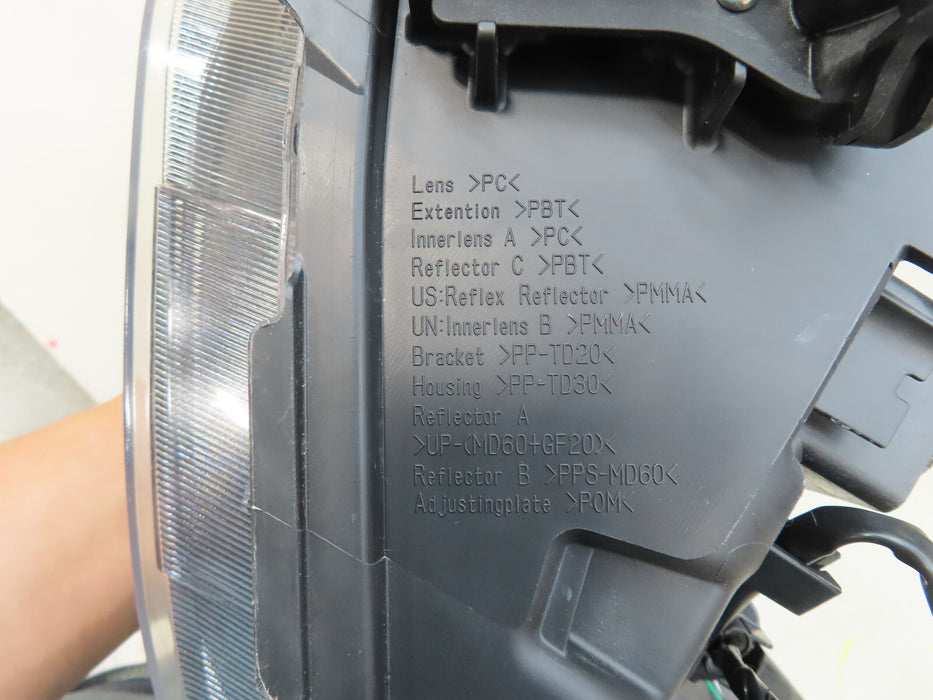 Lens >PC<
Extention >PBT<
Innerlens A >PC<
Reflector C >PBT<
US:Reflex Reflector >PMMA<
UN:Innerlens B >PMMA<
Bracket >PP-TD20<
Housing >PP-TD30<
Reflector A
>UP-(MD60+GF20)<
Reflector B >PPS-MD60<
Adjustingplate >POM<